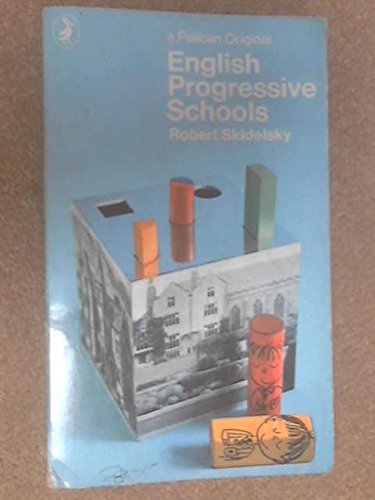 a Pelican Original
English
Progressive
Schools
Robert Skidelsky